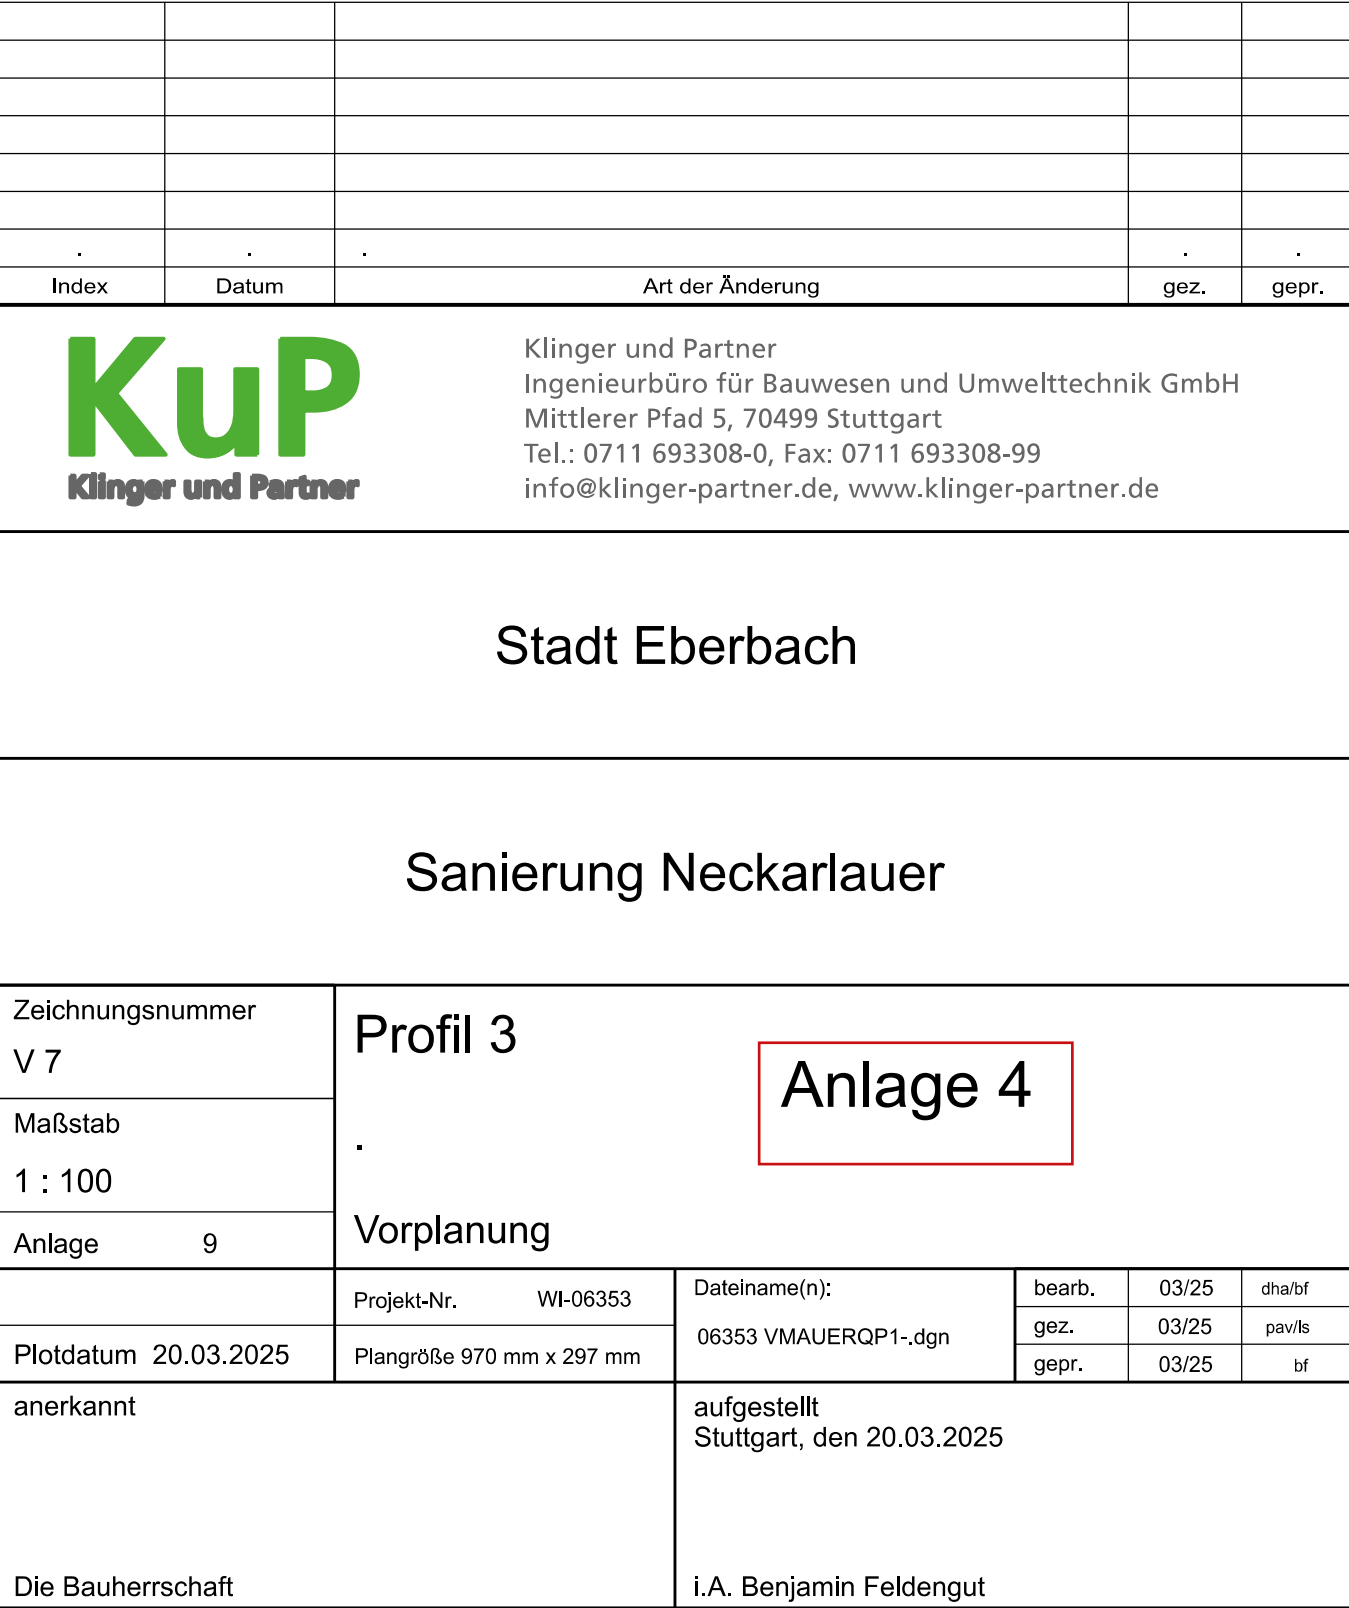 Index Datum Art der Änderung gez. gepr.
KuP
Klinger und Partner
Klinger und Partner
Ingenieurbüro für Bauwesen und Umwelttechnik GmbH
Mittlerer Pfad 5, 70499 Stuttgart
Tel.: 0711 693308-0, Fax: 0711 693308-99
info@klinger-partner.de, www.klinger-partner.de
Stadt Eberbach
Sanierung Neckarlauer
Zeichnungsnummer
V 7
Maßstab
1 : 100
Anlage 9
Profil 3
Anlage 4
.
Vorplanung
Projekt-Nr. WI-06353
Plotdatum 20.03.2025
Plangröße 970 mm x 297 mm
Dateiname(n):
06353 VMAUERQP1-.dgn
bearb. 03/25 dha/bf
gez. 03/25 pav/ls
gepr. 03/25 bf
anerkannt
Die Bauherrschaft
aufgestellt
Stuttgart, den 20.03.2025
i.A. Benjamin Feldengut